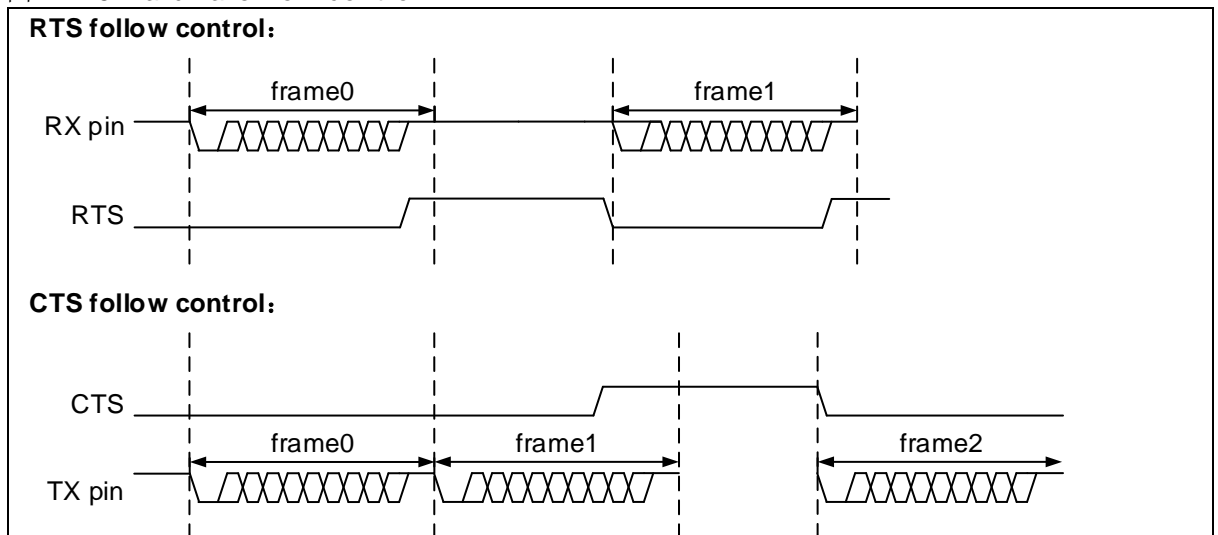 RTS follow control：
frame0
frame1
RX pin
RTS
CTS follow control：
CTS
frame0
frame1
frame2
TX pin